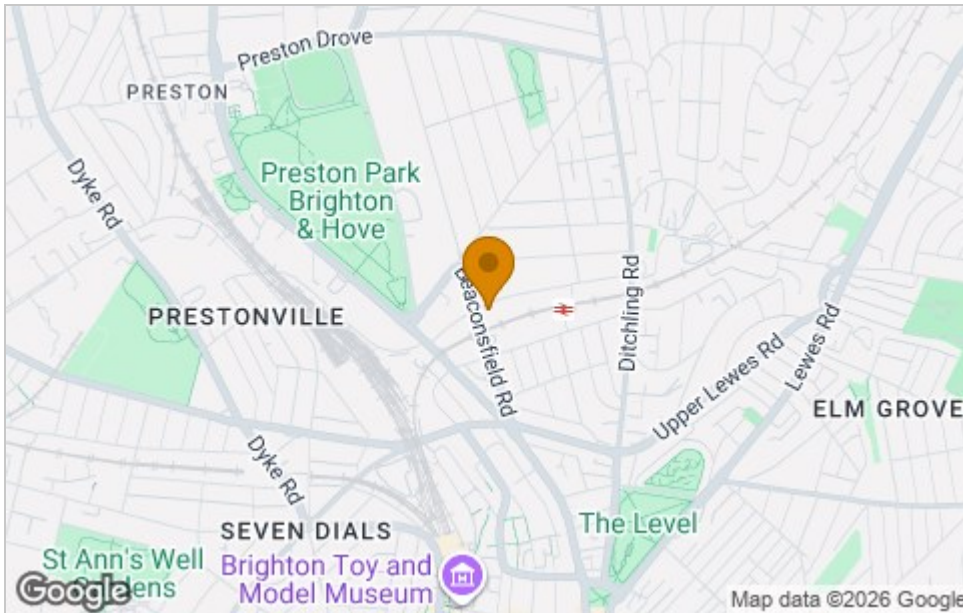 Preston Drove
PRESTON
Dyke Rd
Preston Park
Brighton
& Hove
Beaconsfield Rd
PRESTONVILLE
Ditchling Rd
Lewes Rd
Upper Lewes Rd
ELM GROVE
Dyke Rd
SEVEN DIALS
The Level
St Ann's Well
Gardens
Brighton Toy and
Model Museum
Google
Map data ©2026 Google